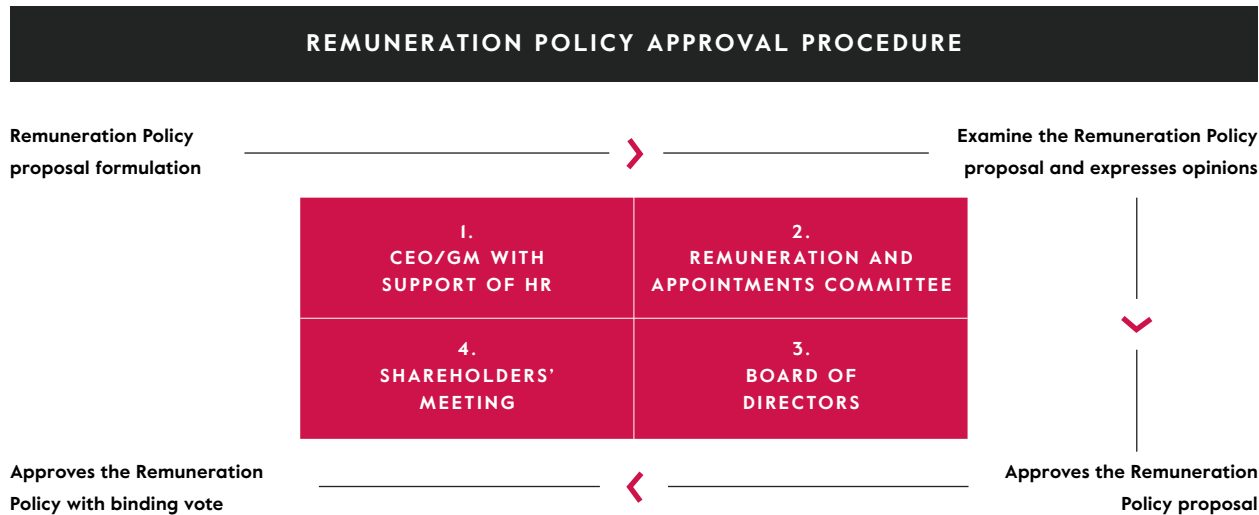 REMUNERATION POLICY APPROVAL PROCEDURE
Remuneration Policy
proposal formulation
Examine the Remuneration Policy
proposal and expresses opinions
1.
CEO/GM WITH
SUPPORT OF HR
2.
REMUNERATION AND
APPOINTMENTS COMMITTEE
4.
SHAREHOLDERS’
MEETING
3.
BOARD OF
DIRECTORS
Approves the Remuneration
Policy with binding vote
Approves the Remuneration
Policy proposal